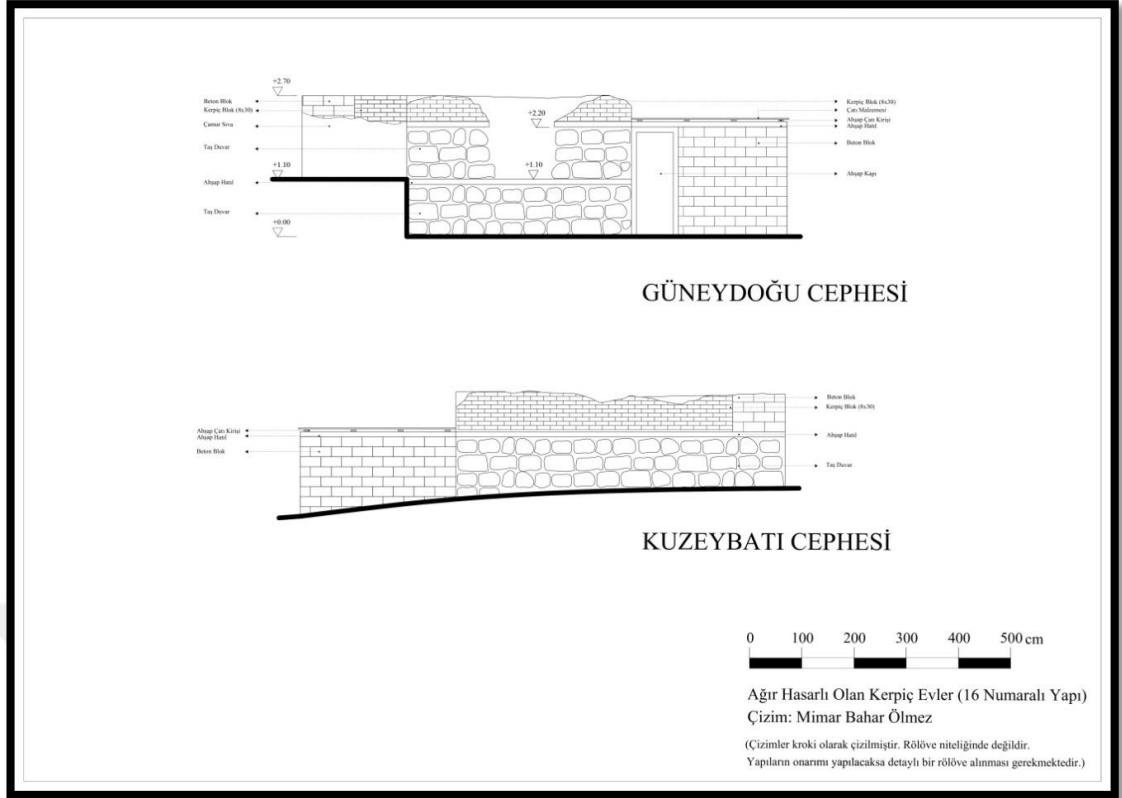 +2.70
Beton Blok
Kerpiç Blok (8x30)
Çamur Sıva
Taş Duvar
+1.10
Ahşap Hatıl
Taş Duvar
+0.00
+2.20
+1.10
Kerpiç Blok (8x30)
Çatı Malzemesi
Ahşap Çatı Kirişi
Ahşap Hatıl
Beton Blok
Ahşap Kapı
GÜNEYDOĞU CEPHESİ
Ahşap Çatı Kirişi
Ahşap Hatıl
Beton Blok
Beton Blok
Kerpiç Blok (8x30)
Ahşap Hatıl
Taş Duvar
KUZEYBATI CEPHESİ
0 100 200 300 400 500 cm
Ağır Hasarlı Olan Kerpiç Evler (16 Numaralı Yapı)
Çizim: Mimar Bahar Ölmez
(Çizimler kroki olarak çizilmiştir. Rölöve niteliğinde değildir.
Yapıların onarımı yapılacaksa detaylı bir rölöve alınması gerekmektedir.)